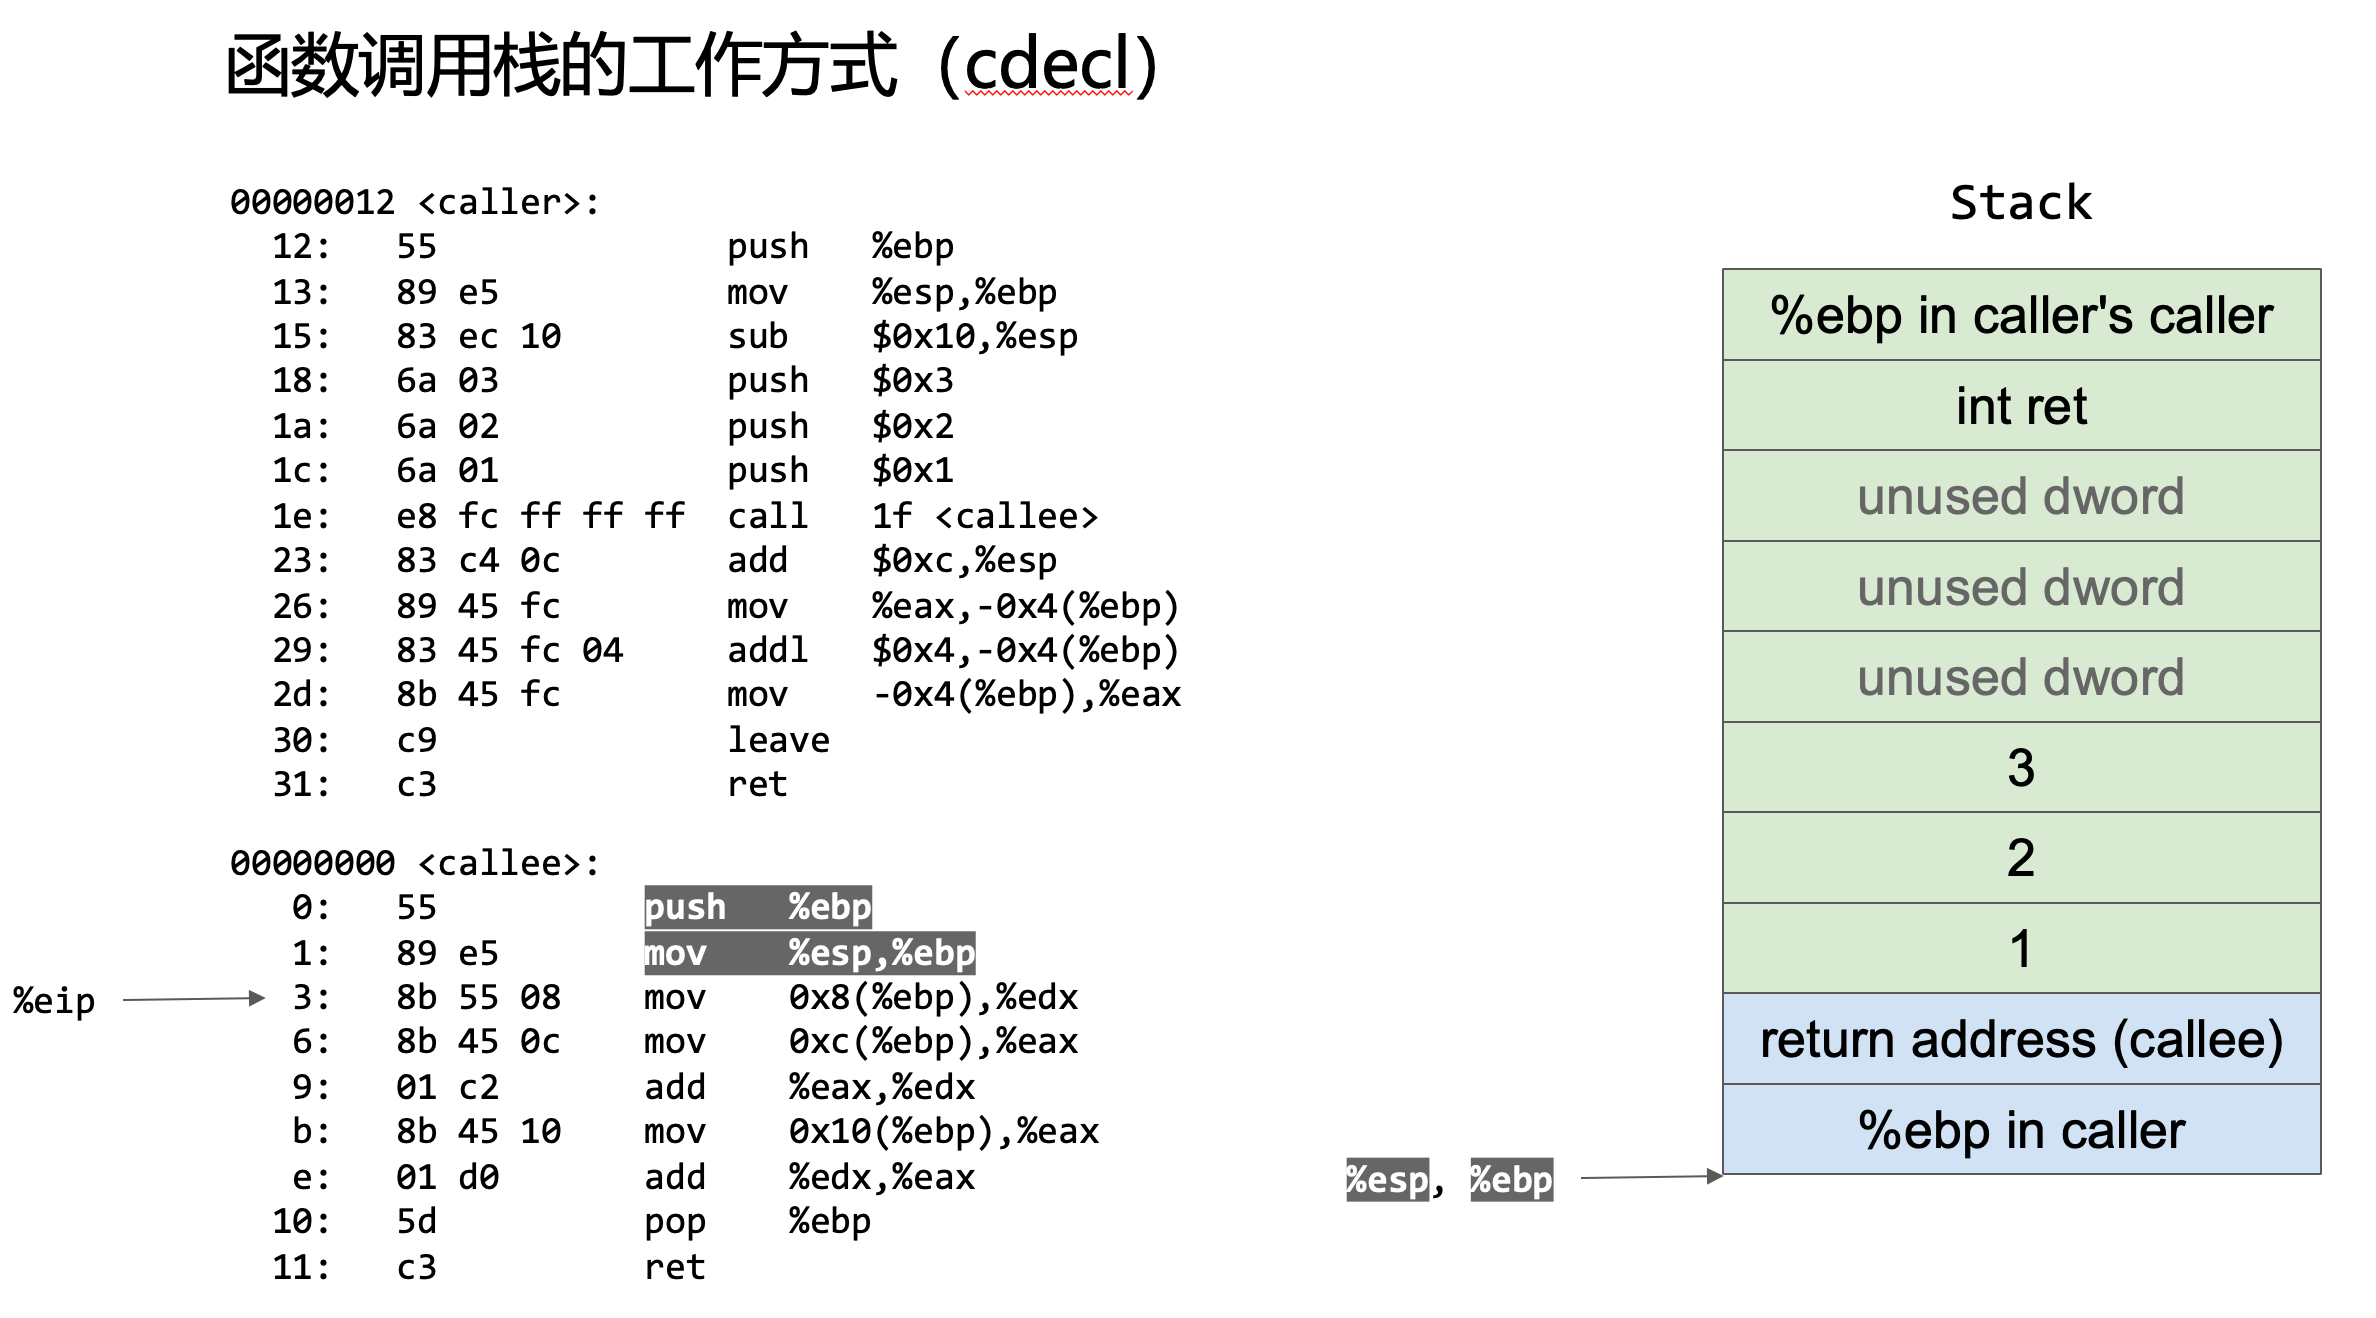 函数调用栈的工作方式（cdecl）
00000012 <caller>:
12: 55 push %ebp
13: 89 e5 mov %esp,%ebp
15: 83 ec 10 sub $0x10,%esp
18: 6a 03 push $0x3
1a: 6a 02 push $0x2
1c: 6a 01 push $0x1
1e: e8 fc ff ff ff call 1f <callee>
23: 83 c4 0c add $0xc,%esp
26: 89 45 fc mov %eax,-0x4(%ebp)
29: 83 45 fc 04 addl $0x4,-0x4(%ebp)
2d: 8b 45 fc mov -0x4(%ebp),%eax
30: c9 leave
31: c3 ret
00000000 <callee>:
0: 55 push %ebp
1: 89 e5 mov %esp,%ebp
%eip
3: 8b 55 08 mov 0x8(%ebp),%edx
6: 8b 45 0c mov 0xc(%ebp),%eax
9: 01 c2 add %eax,%edx
b: 8b 45 10 mov 0x10(%ebp),%eax
e: 01 d0 add %edx,%eax
10: 5d pop %ebp
11: c3 ret
Stack
%ebp in caller's caller
int ret
unused dword
unused dword
unused dword
3
2
1
return address (callee)
%ebp in caller
%esp, %ebp